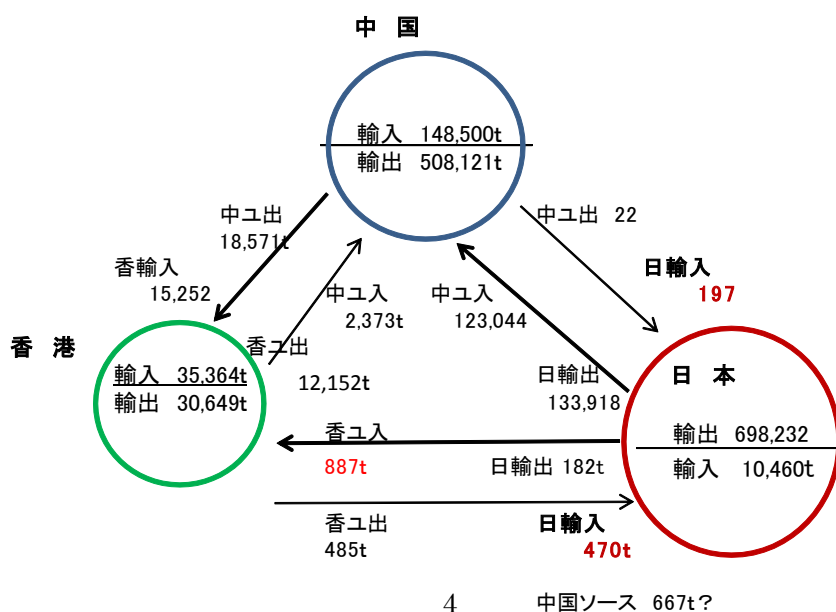 中 国
輸入 148,500t
輸出 508,121t
中ユ出
18,571t
中ユ出 22
香輸入
15,252
中ユ入
2,373t
中ユ入
123,044
日輸入
197
香 港
香ユ出
12,152t
輸入 35,364t
輸出 30,649t
日輸出
133,918
日 本
輸出 698,232
輸入 10,460t
香ユ入
887t
日輸出 182t
香ユ出
485t
日輸入
470t
4
中国ソース 667t?